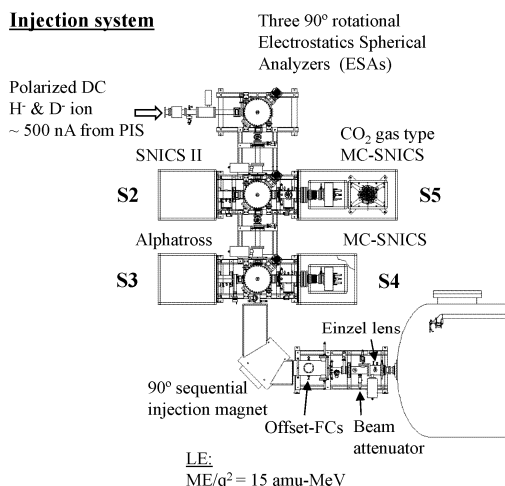 Injection system
Three 90º rotational
Electrostatics Spherical
Analyzers (ESAs)
Polarized DC
H- & D- ion
~ 500 nA from PIS
SNICS II
CO2 gas type
MC-SNICS
S2
S5
Alphatross
MC-SNICS
S3
S4
Einzel lens
90º sequential
injection magnet
Offset-FCs
Beam
attenuator
LE:
ME/q² = 15 amu-MeV